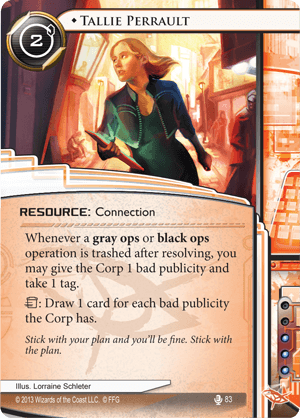 2
◆ Tallie Perrault
RESOURCE: Connection
Whenever a gray ops or black ops
operation is trashed after resolving, you
may give the Corp 1 bad publicity and
take 1 tag.
: Draw 1 card for each bad publicity
the Corp has.
Stick with your plan and you'll be fine. Stick with
the plan.
Illus. Lorraine Schleter
© 2013 Wizards of the Coast LLC. © FFG
83